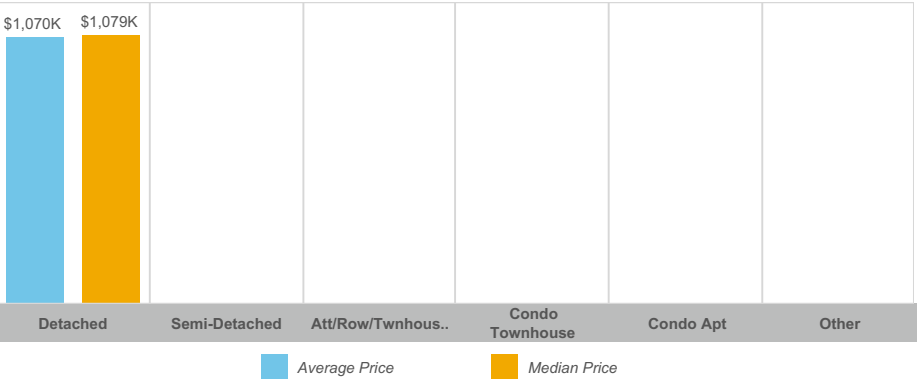 $1,070K $1,079K
Detached Semi-Detached Att/Row/Twnhous.. Condo Townhouse Condo Apt Other
Average Price Median Price